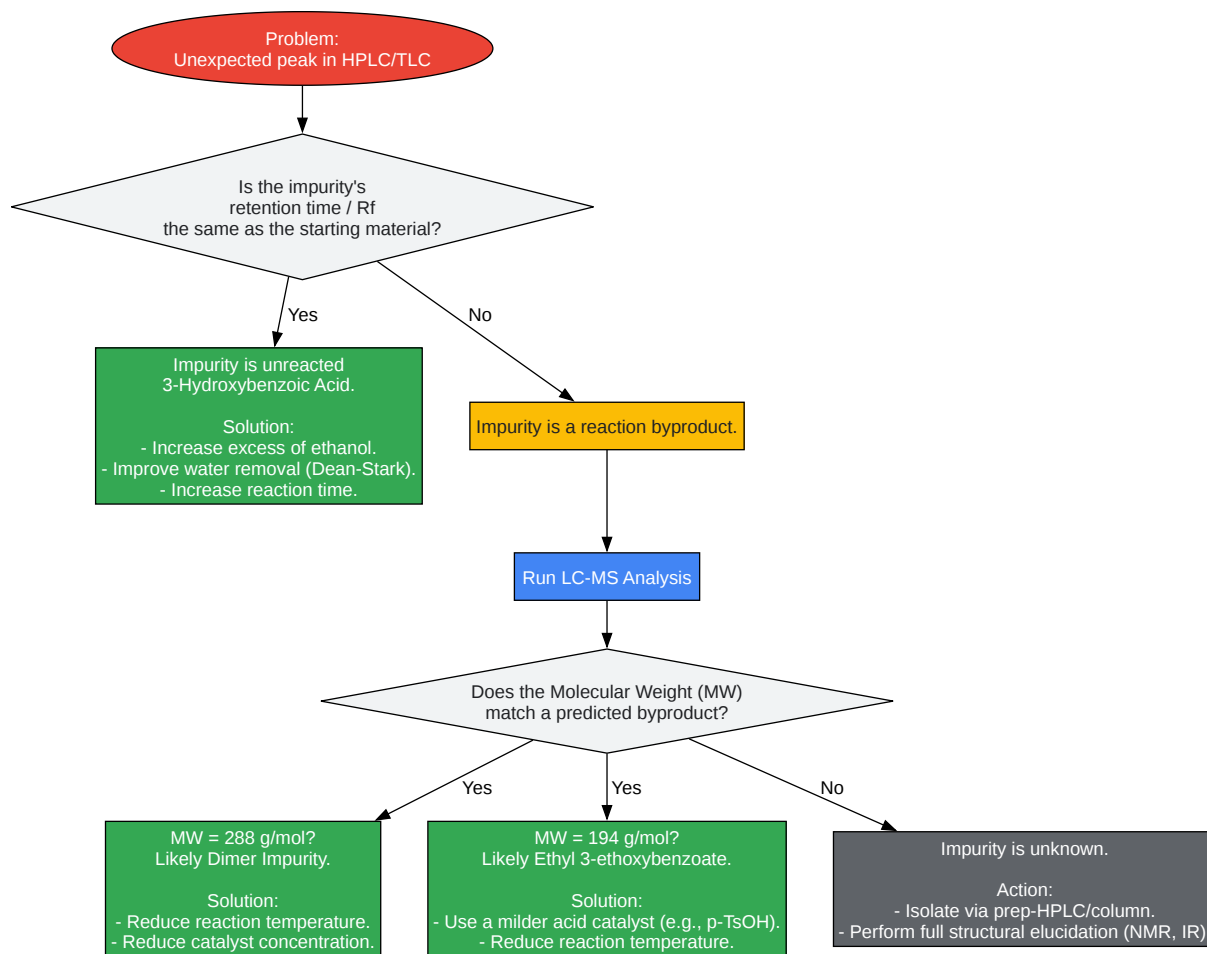 Problem:
Unexpected peak in HPLC/TLC
Is the impurity's
retention time / Rf
the same as the starting material?
Yes
No
Impurity is unreacted
3-Hydroxybenzoic Acid.
Solution:
- Increase excess of ethanol.
- Improve water removal (Dean-Stark).
- Increase reaction time.
Impurity is a reaction byproduct.
Run LC-MS Analysis
Does the Molecular Weight (MW)
match a predicted byproduct?
Yes
Yes
No
MW = 288 g/mol?
Likely Dimer Impurity.
Solution:
- Reduce reaction temperature.
- Reduce catalyst concentration.
MW = 194 g/mol?
Likely Ethyl 3-ethoxybenzoate.
Solution:
- Use a milder acid catalyst (e.g., p-TsOH).
- Reduce reaction temperature.
Impurity is unknown.
Action:
- Isolate via prep-HPLC/column.
- Perform full structural elucidation (NMR, IR)